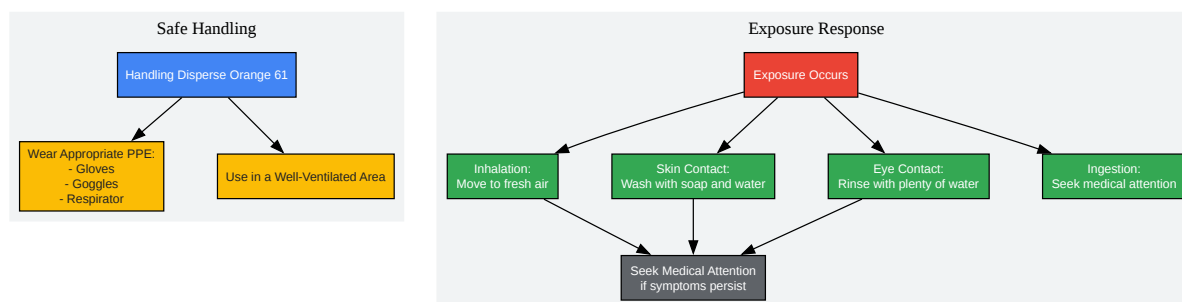 Safe Handling
Handling Disperse Orange 61
Wear Appropriate PPE:
- Gloves
- Goggles
- Respirator
Use in a Well-Ventilated Area
Exposure Response
Exposure Occurs
Inhalation:
Move to fresh air
Skin Contact:
Wash with soap and water
Eye Contact:
Rinse with plenty of water
Ingestion:
Seek medical attention
Seek Medical Attention
if symptoms persist